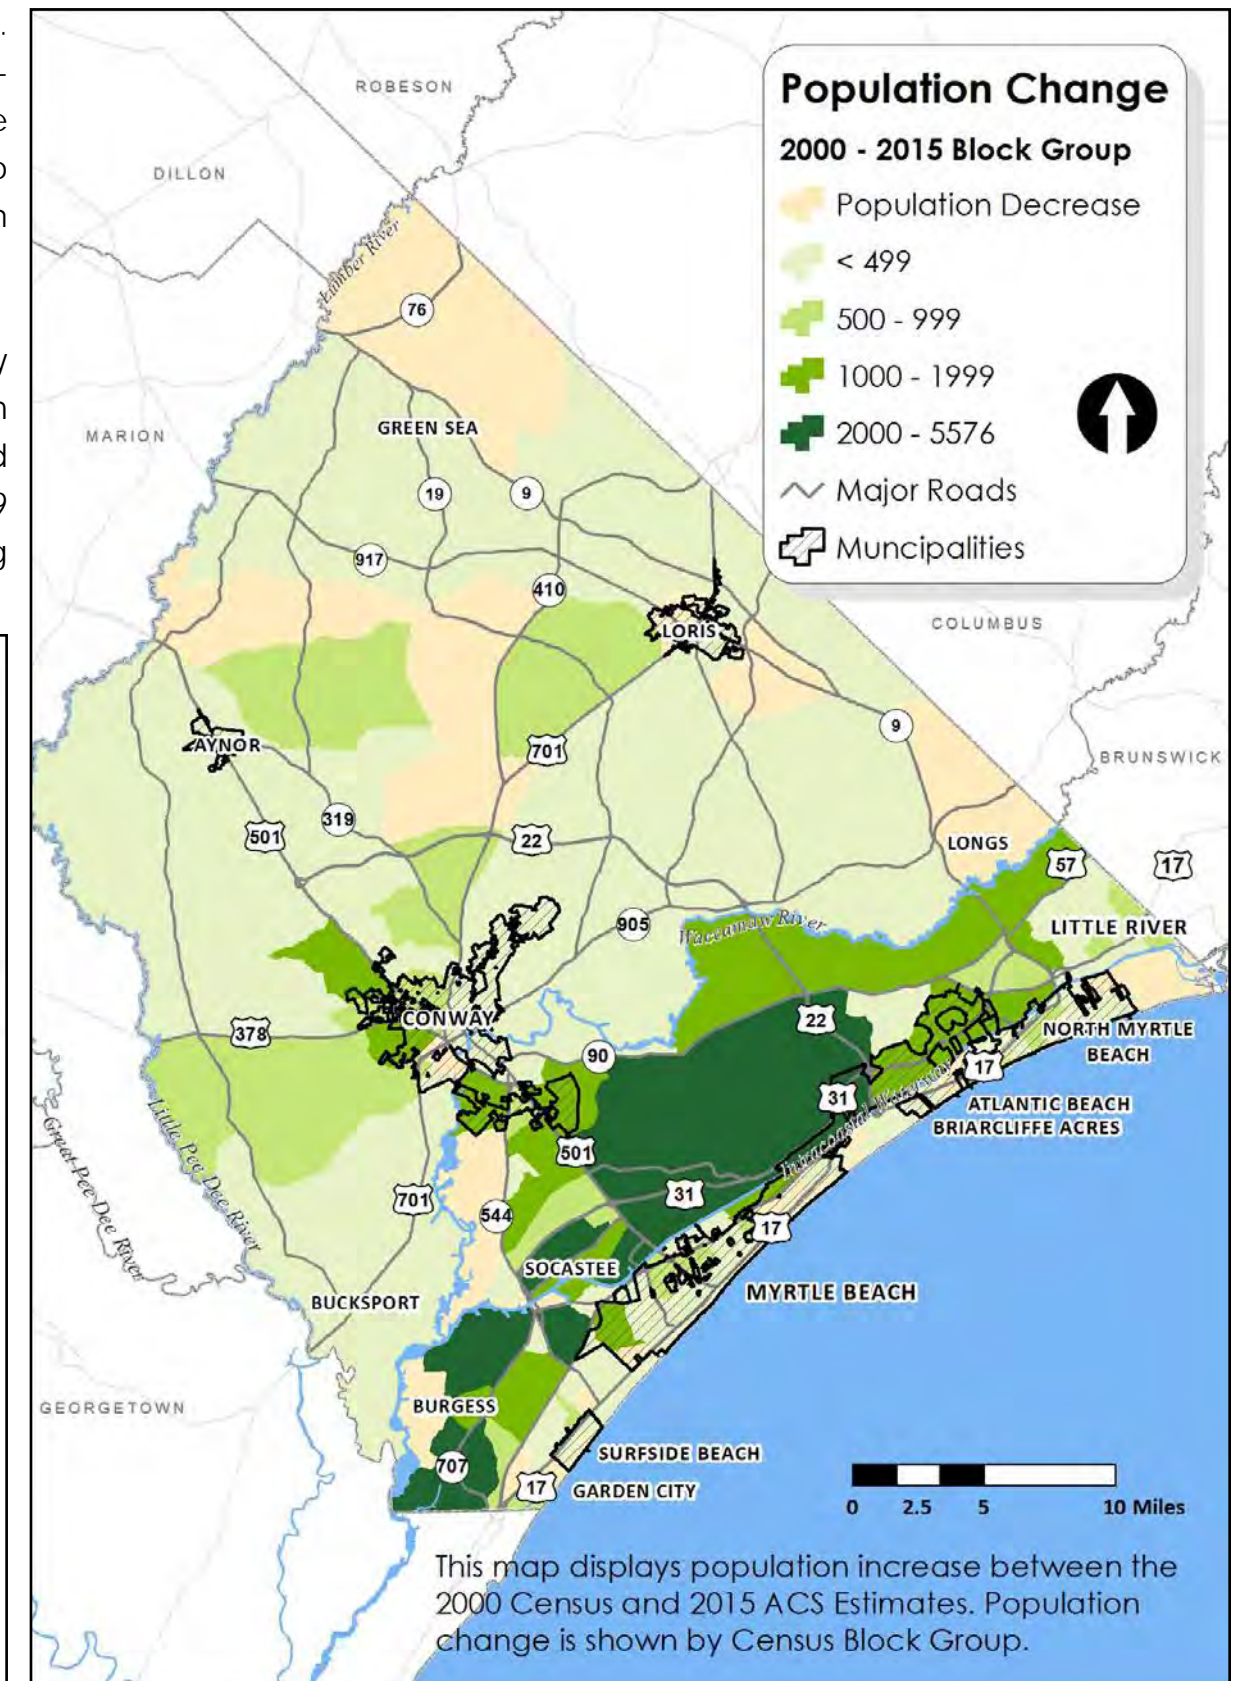 .
-
e
o
n
y
n
d
9
g
Population Change
2000 - 2015 Block Group
Population Decrease
< 499
500 - 999
1000 - 1999
2000 - 5576
Major Roads
Muncipalities
ROBESON
DILLON
Lumber River
76
MARION
GREEN SEA
19
9
917
410
LORIS
COLUMBUS
AYNOR
701
9
BRUNSWICK
319
501
22
LONGS
57
17
905
Waccamaw River
LITTLE RIVER
CONWAY
378
22
NORTH MYRTLE
BEACH
90
17
31
ATLANTIC BEACH
BRIARCLIFFE ACRES
Intracoastal Waterway
501
Great Pee Dee River
Little Pee Dee River
701
544
31
17
SOCASTEE
MYRTLE BEACH
BUCKSPORT
GEORGETOWN
BURGESS
SURFSIDE BEACH
707
17
GARDEN CITY
0 2.5 5 10 Miles
This map displays population increase between the
2000 Census and 2015 ACS Estimates. Population
change is shown by Census Block Group.